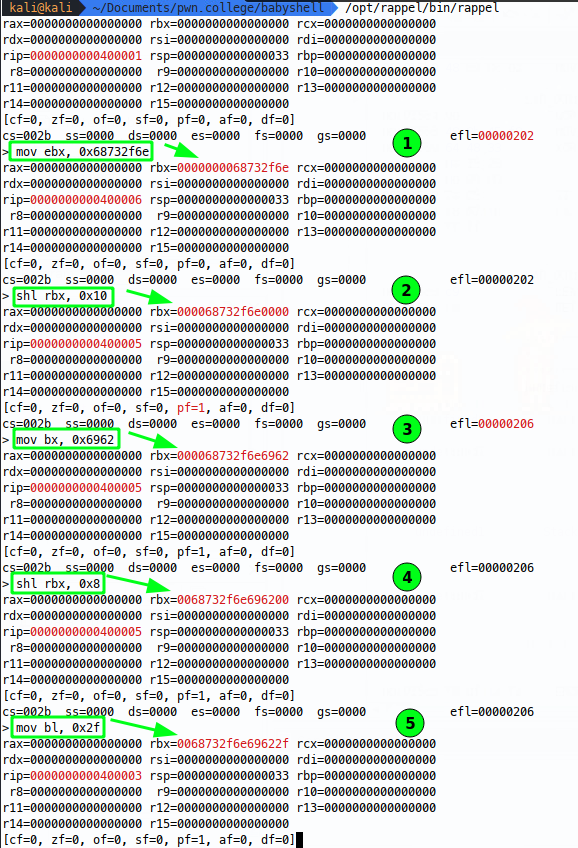 kali@kali ~/Documents/pwn.college/babyshell /opt/rappel/bin/rappel
rax=0000000000000000 rbx=0000000000000000 rcx=0000000000000000
rdx=0000000000000000 rsi=0000000000000000 rdi=0000000000000000
rip=0000000000400001 rsp=0000000000000033 rbp=0000000000000000
r8=0000000000000000 r9=0000000000000000 r10=0000000000000000
r11=0000000000000000 r12=0000000000000000 r13=0000000000000000
r14=0000000000000000 r15=0000000000000000
[cf=0, zf=0, of=0, sf=0, pf=0, af=0, df=0]
cs=002b ss=0000 ds=0000 es=0000 fs=0000 gs=0000 1 efl=00000202
> mov ebx, 0x68732f6e
rax=0000000000000000 rbx=0000000068732f6e rcx=0000000000000000
rdx=0000000000000000 rsi=0000000000000000 rdi=0000000000000000
rip=0000000000400006 rsp=0000000000000033 rbp=0000000000000000
r8=0000000000000000 r9=0000000000000000 r10=0000000000000000
r11=0000000000000000 r12=0000000000000000 r13=0000000000000000
r14=0000000000000000 r15=0000000000000000
[cf=0, zf=0, of=0, sf=0, pf=0, af=0, df=0]
cs=002b ss=0000 ds=0000 es=0000 fs=0000 gs=0000 2 efl=00000202
> shl rbx, 0x10
rax=0000000000000000 rbx=000068732f6e0000 rcx=0000000000000000
rdx=0000000000000000 rsi=0000000000000000 rdi=0000000000000000
rip=0000000000400005 rsp=0000000000000033 rbp=0000000000000000
r8=0000000000000000 r9=0000000000000000 r10=0000000000000000
r11=0000000000000000 r12=0000000000000000 r13=0000000000000000
r14=0000000000000000 r15=0000000000000000
[cf=0, zf=0, of=0, sf=0, pf=1, af=0, df=0]
cs=002b ss=0000 ds=0000 es=0000 fs=0000 gs=0000 3 efl=00000206
> mov bx, 0x6962
rax=0000000000000000 rbx=000068732f6e6962 rcx=0000000000000000
rdx=0000000000000000 rsi=0000000000000000 rdi=0000000000000000
rip=0000000000400005 rsp=0000000000000033 rbp=0000000000000000
r8=0000000000000000 r9=0000000000000000 r10=0000000000000000
r11=0000000000000000 r12=0000000000000000 r13=0000000000000000
r14=0000000000000000 r15=0000000000000000
[cf=0, zf=0, of=0, sf=0, pf=1, af=0, df=0]
cs=002b ss=0000 ds=0000 es=0000 fs=0000 gs=0000 4 efl=00000206
> shl rbx, 0x8
rax=0000000000000000 rbx=0068732f6e696200 rcx=0000000000000000
rdx=0000000000000000 rsi=0000000000000000 rdi=0000000000000000
rip=0000000000400005 rsp=0000000000000033 rbp=0000000000000000
r8=0000000000000000 r9=0000000000000000 r10=0000000000000000
r11=0000000000000000 r12=0000000000000000 r13=0000000000000000
r14=0000000000000000 r15=0000000000000000
[cf=0, zf=0, of=0, sf=0, pf=1, af=0, df=0]
cs=002b ss=0000 ds=0000 es=0000 fs=0000 gs=0000 5 efl=00000206
> mov bl, 0x2f
rax=0000000000000000 rbx=0068732f6e69622f rcx=0000000000000000
rdx=0000000000000000 rsi=0000000000000000 rdi=0000000000000000
rip=0000000000400003 rsp=0000000000000033 rbp=0000000000000000
r8=0000000000000000 r9=0000000000000000 r10=0000000000000000
r11=0000000000000000 r12=0000000000000000 r13=0000000000000000
r14=0000000000000000 r15=0000000000000000
[cf=0, zf=0, of=0, sf=0, pf=1, af=0, df=0]